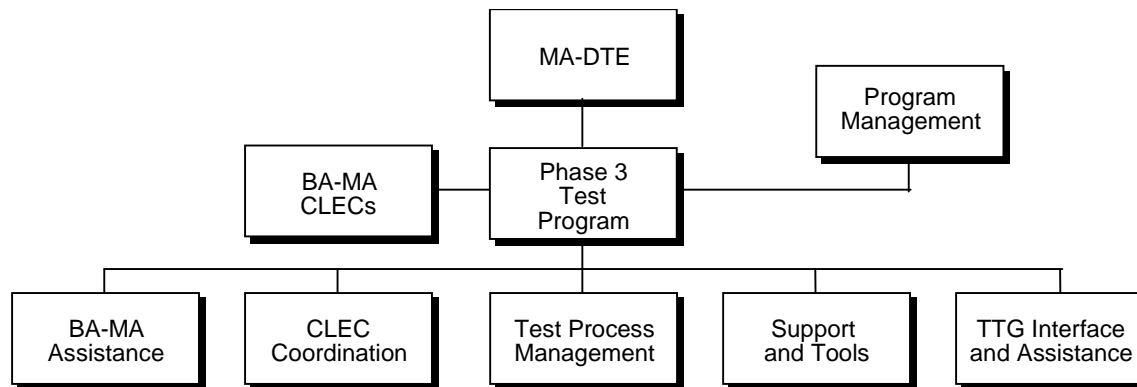 MA-DTE
Program
Management
BA-MA
CLECs
Phase 3
Test
Program
BA-MA
Assistance
CLEC
Coordination
Test Process
Management
Support
and Tools
TTG Interface
and Assistance